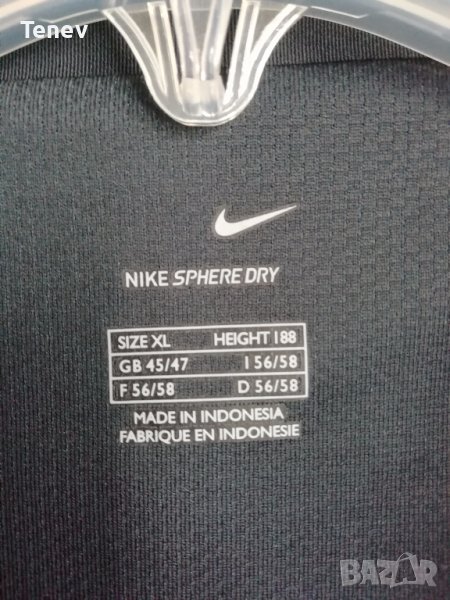 Tenev
NIKE SPHERE DRY
SIZE XL HEIGHT 188
GB 45/47 I 56/58
F 56/58 D 56/58
MADE IN INDONESIA
FABRIQUE EN INDONESIE
BAZAR